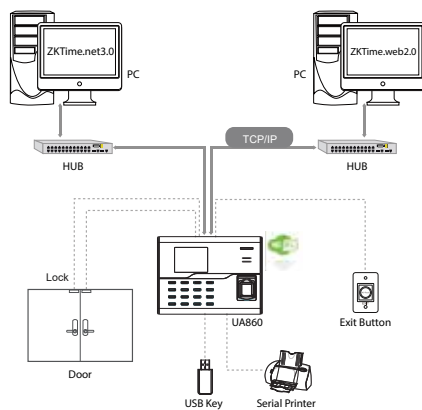 ZKTime.net3.0
ZKTime.web2.0
PC
PC
TCP/IP
HUB
HUB
Lock
UA860
Exit Button
Door
USB Key
Serial Printer